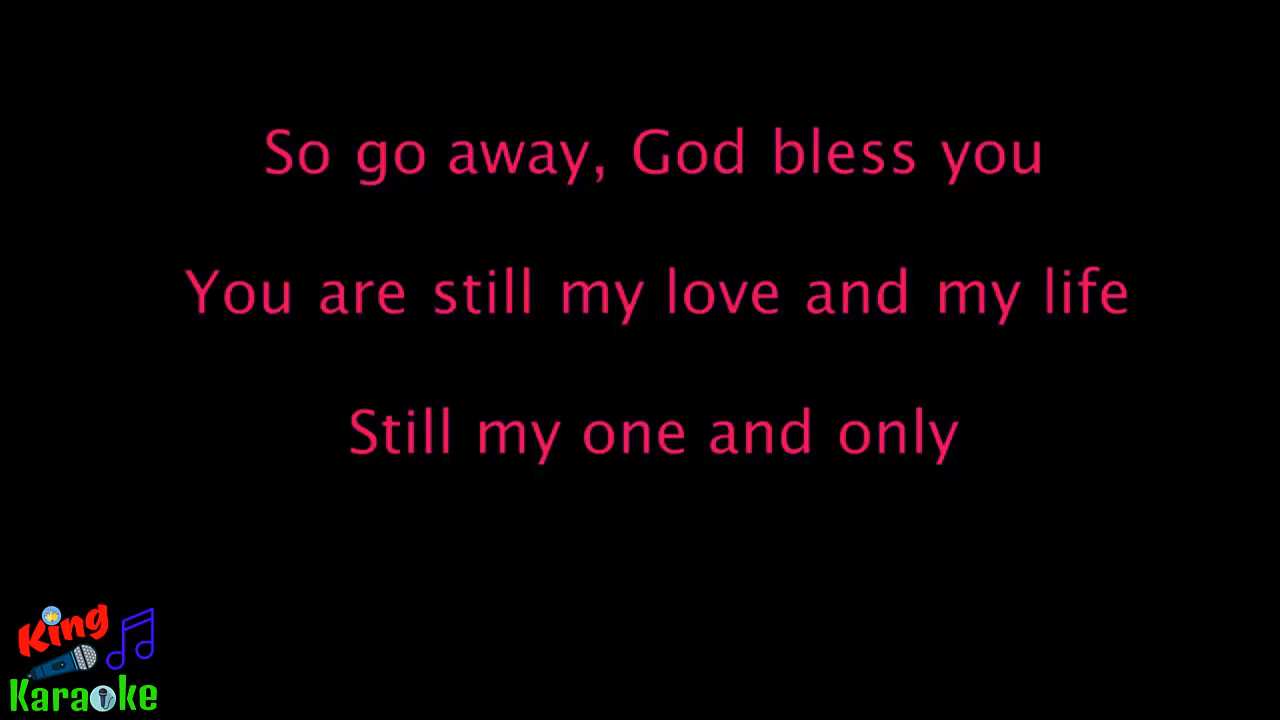 So go away, God bless you
You are still my love and my life
Still my one and only
King
Karaoke